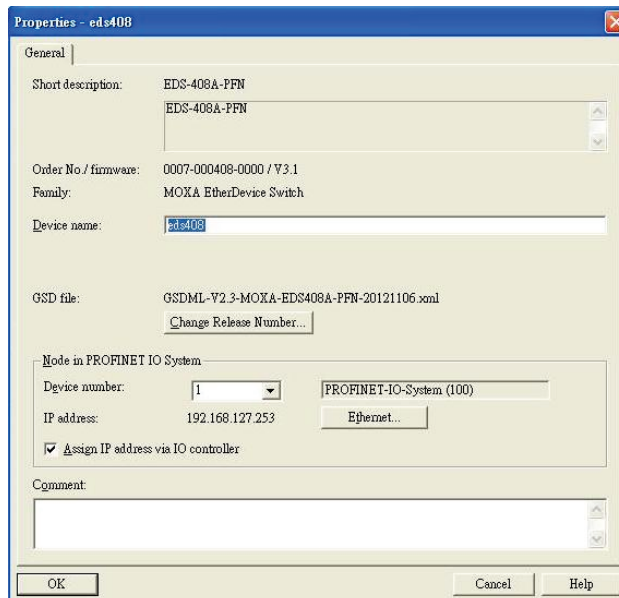 Properties - eds408
General
Short description: EDS-408A-PFN
EDS-408A-PFN
Order No./ firmware: 0007-000408-0000 / V3.1
Family: MOXA EtherDevice Switch
Device name: eds408
GSD file: GSDML-V2.3-MOXA-EDS408A-PFN-20121106.xml
Change Release Number...
Node in PROFINET IO System
Device number: 1 PROFINET-IO-System (100)
IP address: 192.168.127.253 Ethernet...
Assign IP address via IO controller
Comment:
OK Cancel Help